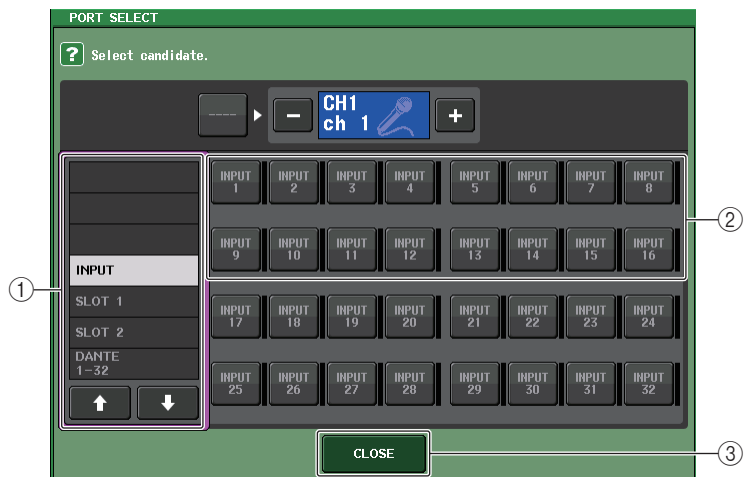 PORT SELECT
? Select candidate.
---- − CH1 +
ch 1
INPUT INPUT INPUT INPUT INPUT INPUT INPUT INPUT
1 2 3 4 5 6 7 8
②
INPUT INPUT INPUT INPUT INPUT INPUT INPUT INPUT
9 10 11 12 13 14 15 16
①
INPUT
SLOT 1
SLOT 2
DANTE
1-32
INPUT INPUT INPUT INPUT INPUT INPUT INPUT INPUT
17 18 19 20 21 22 23 24
INPUT INPUT INPUT INPUT INPUT INPUT INPUT INPUT
25 26 27 28 29 30 31 32
CLOSE
③